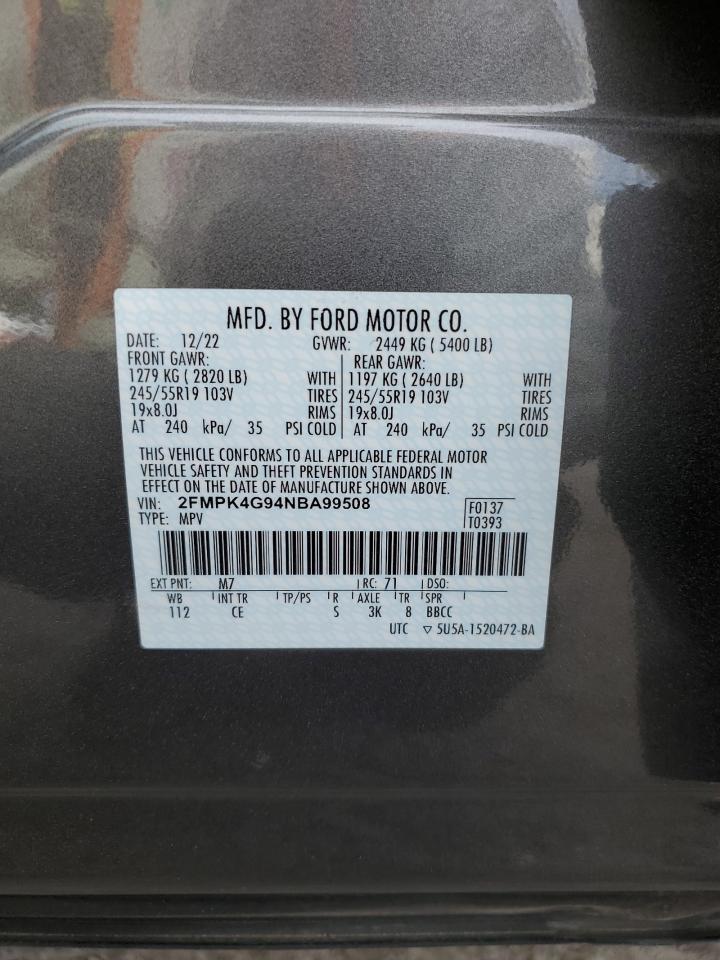 MFD. BY FORD MOTOR CO.
DATE: 12/22 GVWR: 2449 KG ( 5400 LB)
FRONT GAWR: REAR GAWR:
1279 KG ( 2820 LB) WITH 1197 KG ( 2640 LB) WITH
245/55R19 103V TIRES 245/55R19 103V TIRES
19x8.0J RIMS 19x8.0J RIMS
AT 240 kPa/ 35 PSI COLD AT 240 kPa/ 35 PSI COLD
THIS VEHICLE CONFORMS TO ALL APPLICABLE FEDERAL MOTOR
VEHICLE SAFETY AND THEFT PREVENTION STANDARDS IN
EFFECT ON THE DATE OF MANUFACTURE SHOWN ABOVE.
VIN: 2FMPK4G94NBA99508 F0137
TYPE: MPV T0393
EXT PNT: M7 RC: 71 DSO:
WB INT TR TP/PS R AXLE TR SPR
112 CE S 3K 8 BBCC
UTC ▽ 5U5A-1520472-BA